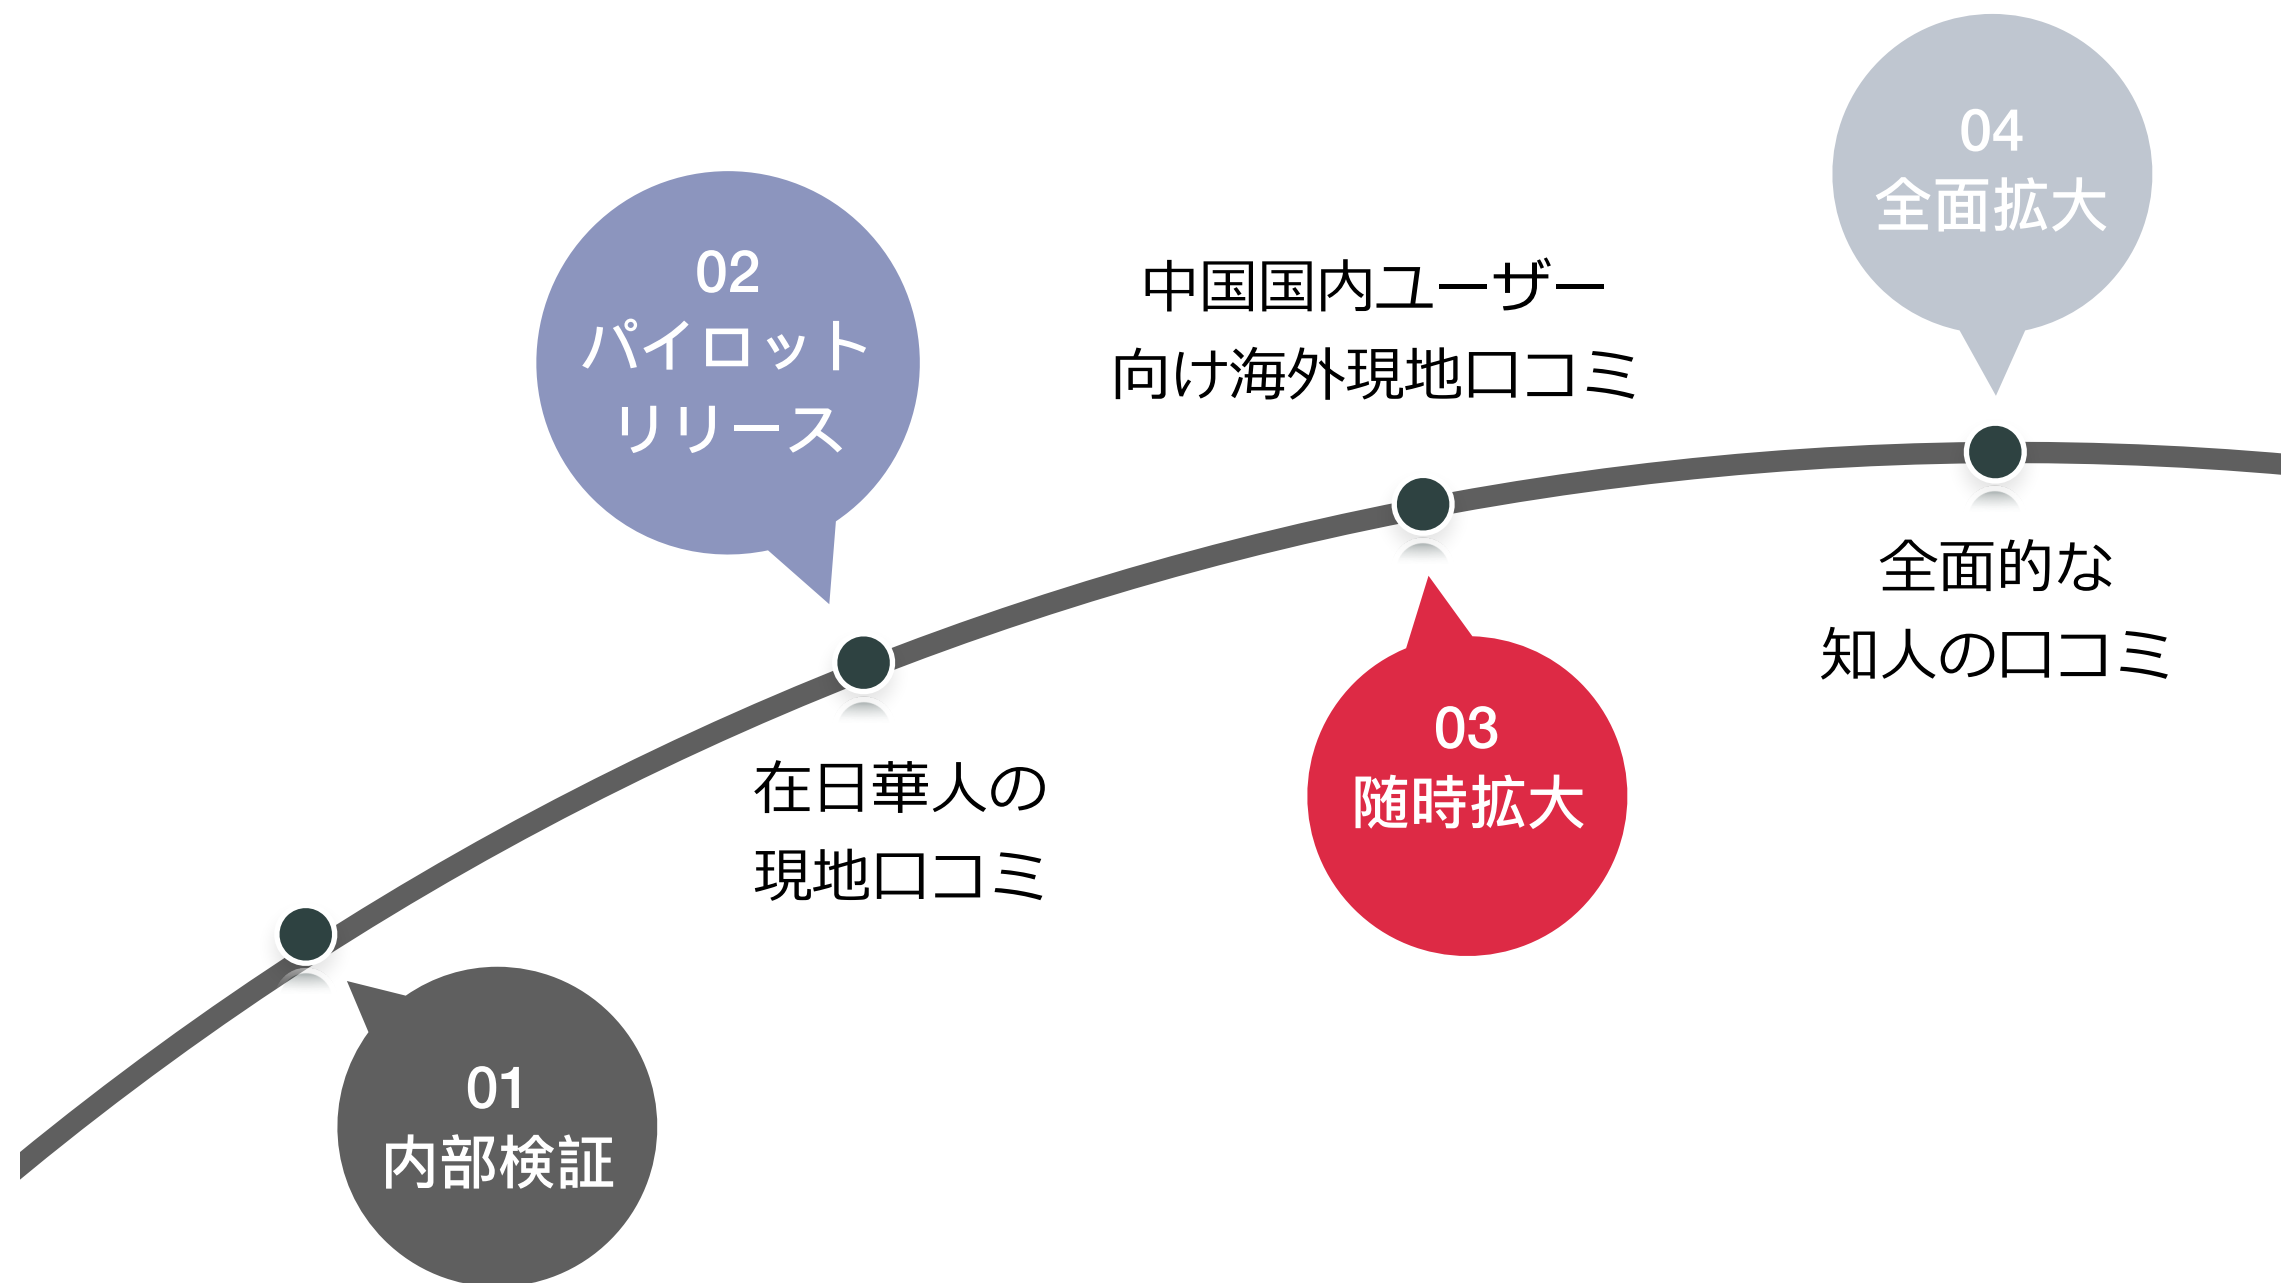 01
内部検証
02
パイロット
リリース
在日華人の
現地口コミ
中国国内ユーザー
向け海外現地口コミ
03
随時拡大
04
全面拡大
全面的な
知人の口コミ